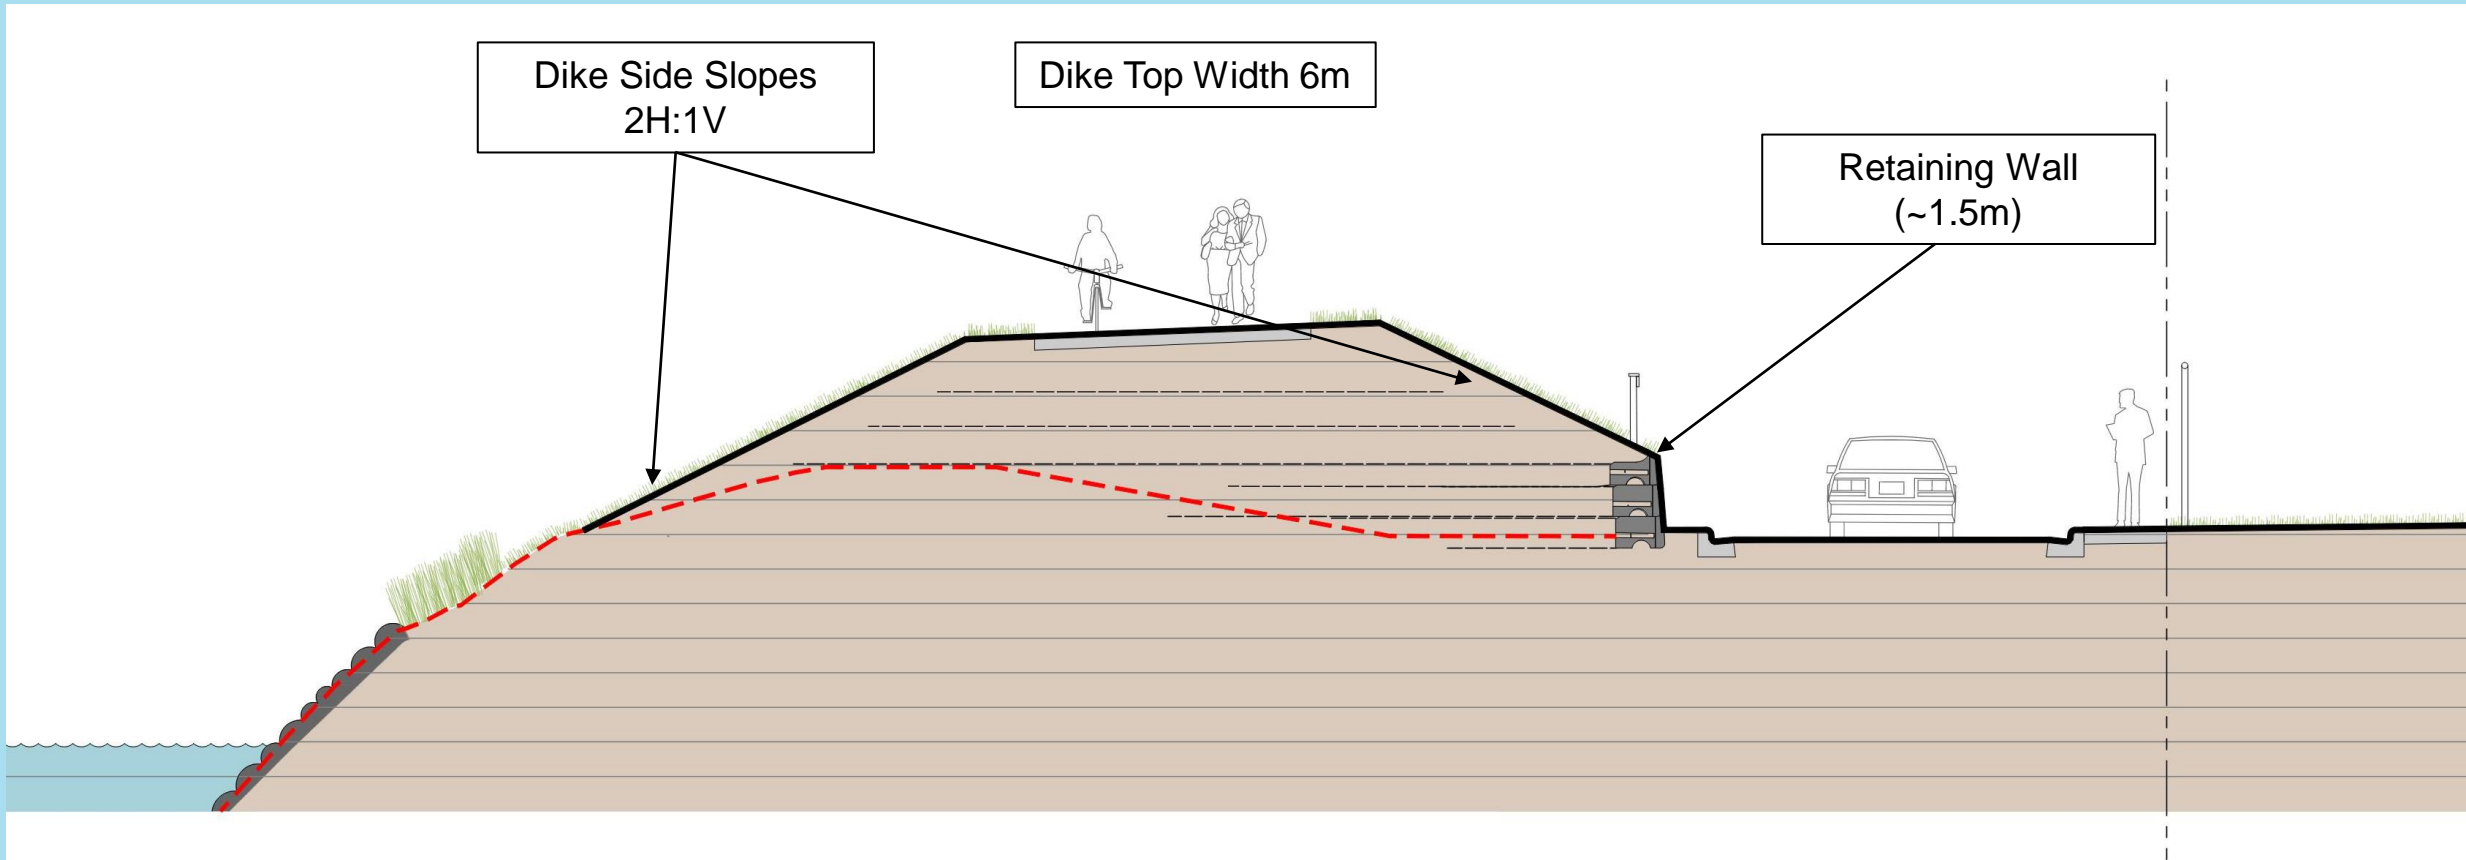 Dike Side Slopes
2H:1V
Dike Top Width 6m
Retaining Wall
(~1.5m)